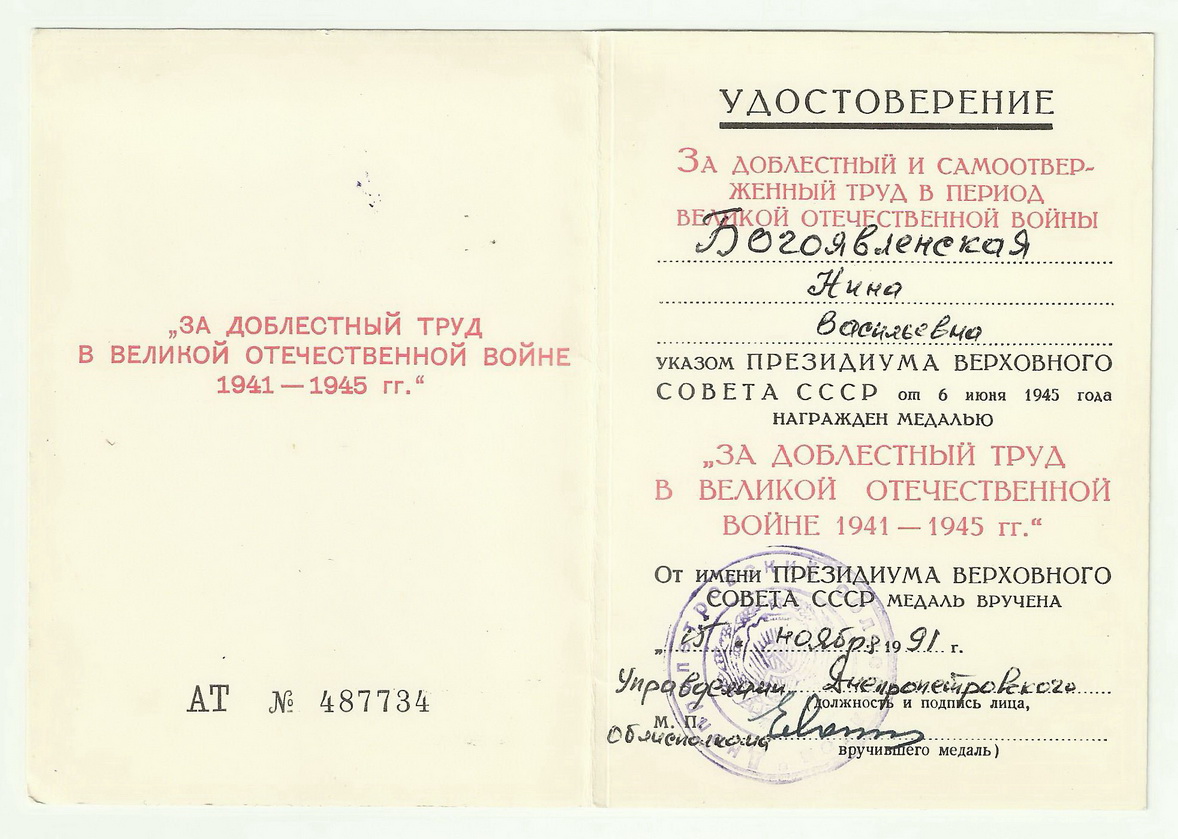 „ЗА ДОБЛЕСТНЫЙ ТРУД
В ВЕЛИКОЙ ОТЕЧЕСТВЕННОЙ ВОЙНЕ
1941 — 1945 гг.“
АТ № 487734
УДОСТОВЕРЕНИЕ
ЗА ДОБЛЕСТНЫЙ И САМООТВЕР-
ЖЕННЫЙ ТРУД В ПЕРИОД
ВЕЛИКОЙ ОТЕЧЕСТВЕННОЙ ВОЙНЫ
Богоявленская
Нина
Васильевна
УКАЗОМ ПРЕЗИДИУМА ВЕРХОВНОГО
СОВЕТА СССР от 6 июня 1945 года
НАГРАЖДЕН МЕДАЛЬЮ
„ЗА ДОБЛЕСТНЫЙ ТРУД
В ВЕЛИКОЙ ОТЕЧЕСТВЕННОЙ
ВОЙНЕ 1941 — 1945 гг.“
ОТ ИМЕНИ ПРЕЗИДИУМА ВЕРХОВНОГО
СОВЕТА СССР МЕДАЛЬ ВРУЧЕНА
ноября 1991 г.
Днепропетровского
(должность и подпись лица,
М. П.
Облисполкома
вручившего медаль)